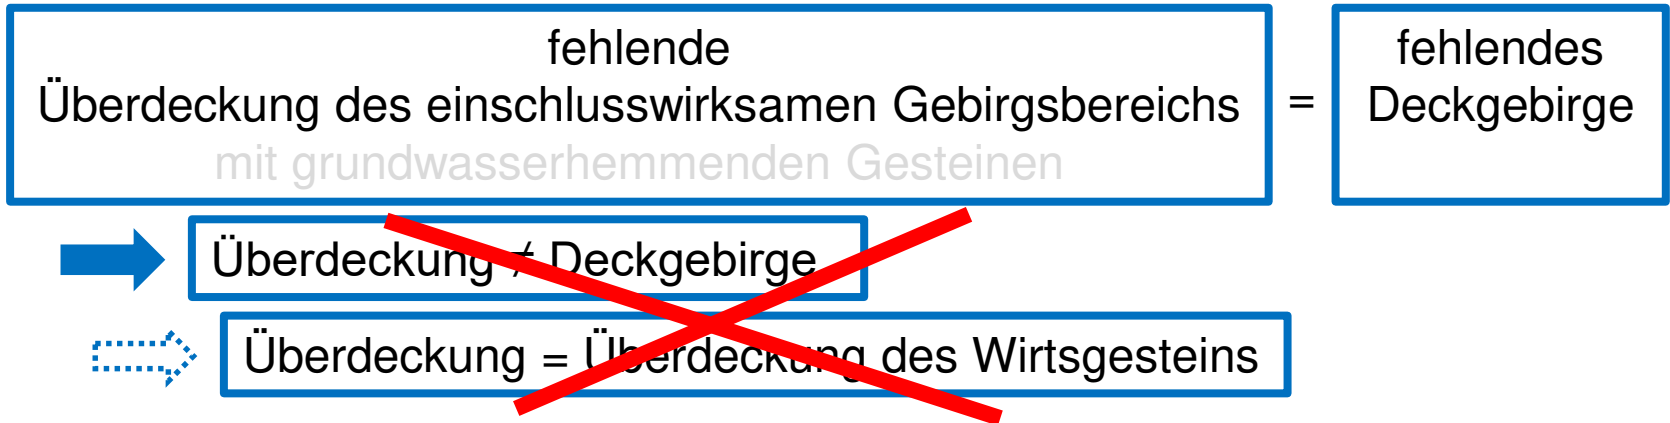 fehlende
Überdeckung des einschlusswirksamen Gebirgsbereichs
mit grundwasserhemmenden Gesteinen
=
fehlendes
Deckgebirge
Überdeckung ≠ Deckgebirge
Überdeckung = Überdeckung des Wirtsgesteins